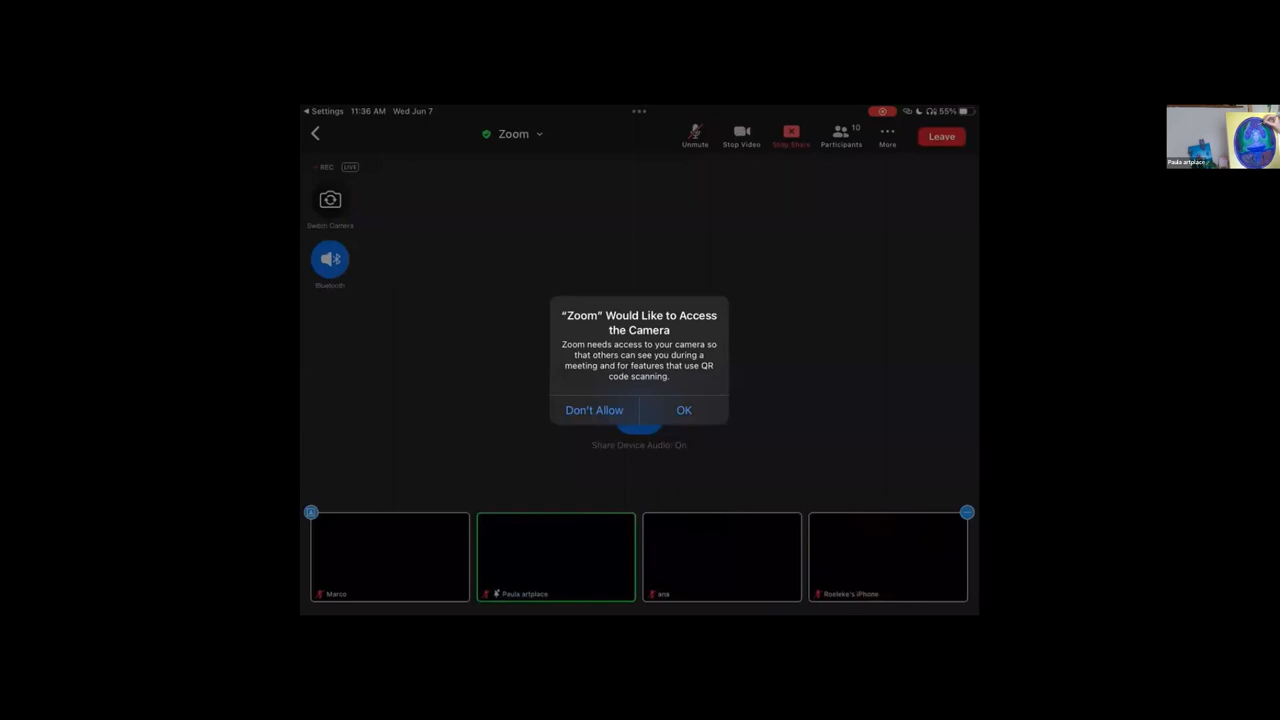 Settings 11:36 AM Wed Jun 7
55%
Zoom
Unmute
Stop Video
Stop Share
10
Participants
More
Leave
REC LIVE
Switch Camera
Bluetooth
“Zoom” Would Like to Access
the Camera
Zoom needs access to your camera so
that others can see you during a
meeting and for features that use QR
code scanning.
Don't Allow
OK
Share Device Audio: On
A
Marco
Paula artplace
ana
Roeleke's iPhone
Paula artplace